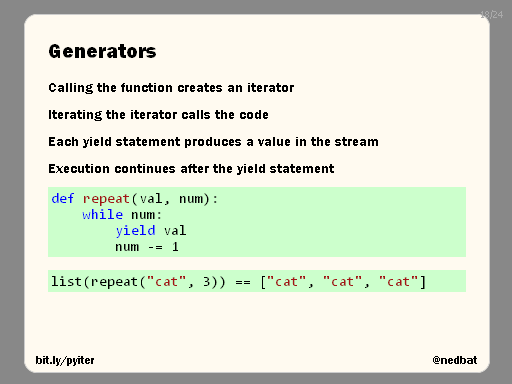 18/24
Generators
Calling the function creates an iterator
Iterating the iterator calls the code
Each yield statement produces a value in the stream
Execution continues after the yield statement
def repeat(val, num):
    while num:
        yield val
        num -= 1
list(repeat("cat", 3)) == ["cat", "cat", "cat"]
bit.ly/pyiter
@nedbat